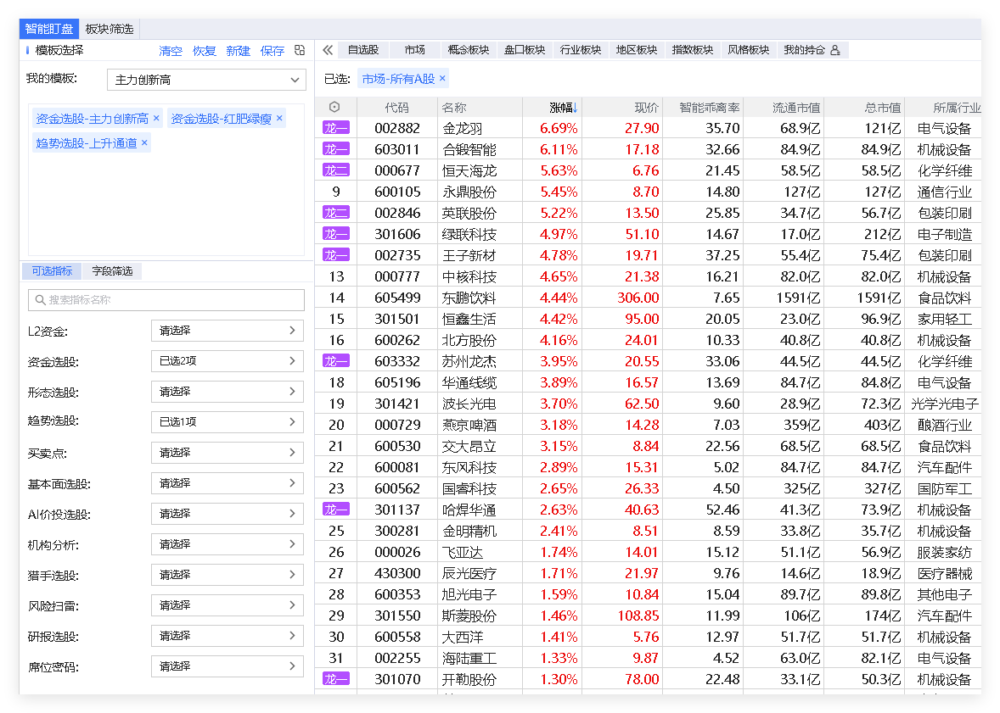 智能盯盘 板块筛选
模板选择 清空 恢复 新建 保存
我的模板: 主力创新高
资金选股-主力创新高 × 资金选股-红肥绿瘦 ×
趋势选股-上升通道 ×
可选指标 字段筛选
搜索指标名称
L2资金: 请选择
资金选股: 已选2项
形态选股: 请选择
趋势选股: 已选1项
买卖点: 请选择
基本面选股: 请选择
AI价投选股: 请选择
机构分析: 请选择
猎手选股: 请选择
风险扫雷: 请选择
研报选股: 请选择
席位密码: 请选择
自选股 市场 概念板块 盘口板块 行业板块 地区板块 指数板块 风格板块 我的持仓
已选: 市场-所有A股 ×
代码 名称 涨幅↓ 现价 智能乖离率 流通市值 总市值 所属行业
龙一 002882 金龙羽 6.69% 27.90 35.70 68.9亿 121亿 电气设备
龙一 603011 合锻智能 6.11% 17.18 32.66 84.9亿 84.9亿 机械设备
龙二 000677 恒天海龙 5.63% 6.76 21.45 58.5亿 58.5亿 化学纤维
9 600105 永鼎股份 5.45% 8.70 14.80 127亿 127亿 通信行业
龙二 002846 英联股份 5.22% 13.50 25.85 34.7亿 56.7亿 包装印刷
龙一 301606 绿联科技 4.97% 51.10 14.67 17.0亿 212亿 电子制造
龙一 002735 王子新材 4.78% 19.71 37.25 55.4亿 75.4亿 包装印刷
13 000777 中核科技 4.65% 21.38 16.21 82.0亿 82.0亿 机械设备
14 605499 东鹏饮料 4.44% 306.00 7.65 1591亿 1591亿 食品饮料
15 301501 恒鑫生活 4.42% 95.00 20.05 23.0亿 96.9亿 家用轻工
16 600262 北方股份 4.16% 24.01 10.33 40.8亿 40.8亿 机械设备
龙一 603332 苏州龙杰 3.95% 20.55 33.06 44.5亿 44.5亿 化学纤维
18 605196 华通线缆 3.89% 16.57 13.69 84.7亿 84.8亿 电气设备
19 301421 波长光电 3.70% 62.50 9.60 28.9亿 72.3亿 光学光电子
20 000729 燕京啤酒 3.18% 14.28 7.03 359亿 403亿 酿酒行业
21 600530 交大昂立 3.15% 8.84 22.56 68.5亿 68.5亿 食品饮料
22 600081 东风科技 2.89% 15.31 5.02 84.7亿 84.7亿 汽车配件
23 600562 国睿科技 2.65% 26.33 4.50 325亿 327亿 国防军工
龙一 301137 哈焊华通 2.63% 40.63 52.46 41.3亿 73.9亿 机械设备
25 300281 金明精机 2.41% 8.51 8.59 33.8亿 35.7亿 机械设备
26 000026 飞亚达 1.74% 14.01 15.12 51.1亿 56.9亿 服装家纺
27 430300 辰光医疗 1.71% 21.97 9.76 14.6亿 18.9亿 医疗器械
28 600353 旭光电子 1.59% 10.84 15.04 89.7亿 89.8亿 其他电子
29 301550 斯菱股份 1.46% 108.85 11.99 106亿 174亿 汽车配件
30 600558 大西洋 1.41% 5.76 12.97 51.7亿 51.7亿 机械设备
31 002255 海陆重工 1.33% 9.87 4.52 63.0亿 82.1亿 电气设备
龙一 301070 开勒股份 1.30% 78.00 22.48 33.1亿 50.3亿 机械设备